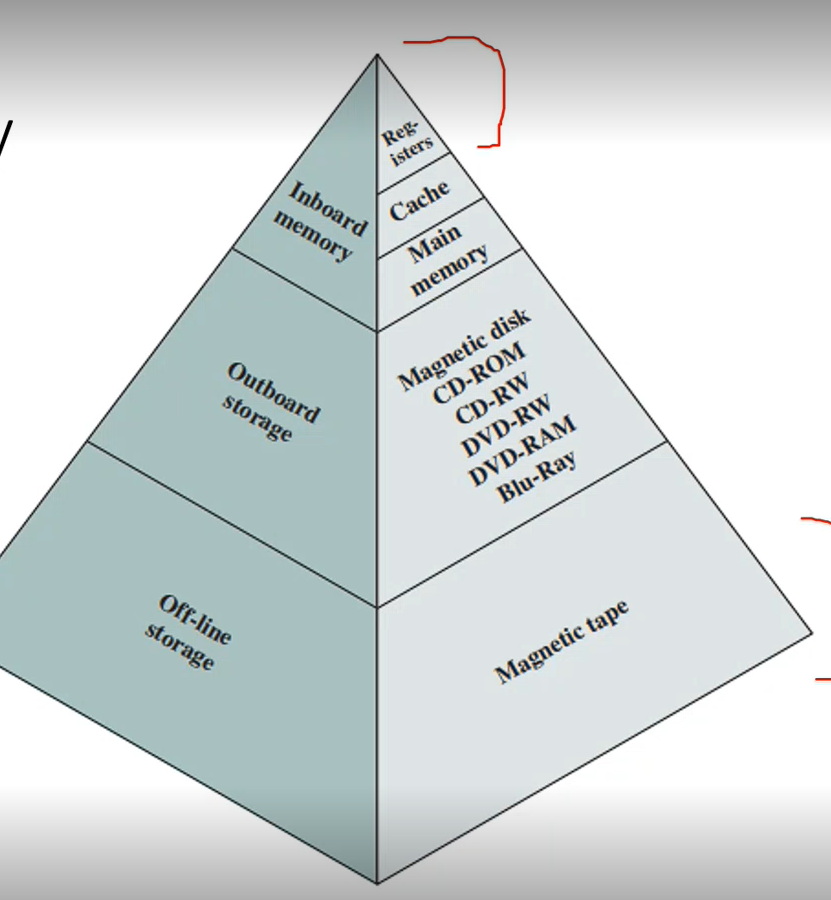 Reg-
isters
Cache
Main
memory
Inboard
memory
Magnetic disk
CD-ROM
CD-RW
DVD-RW
DVD-RAM
Blu-Ray
Outboard
storage
Magnetic tape
Off-line
storage